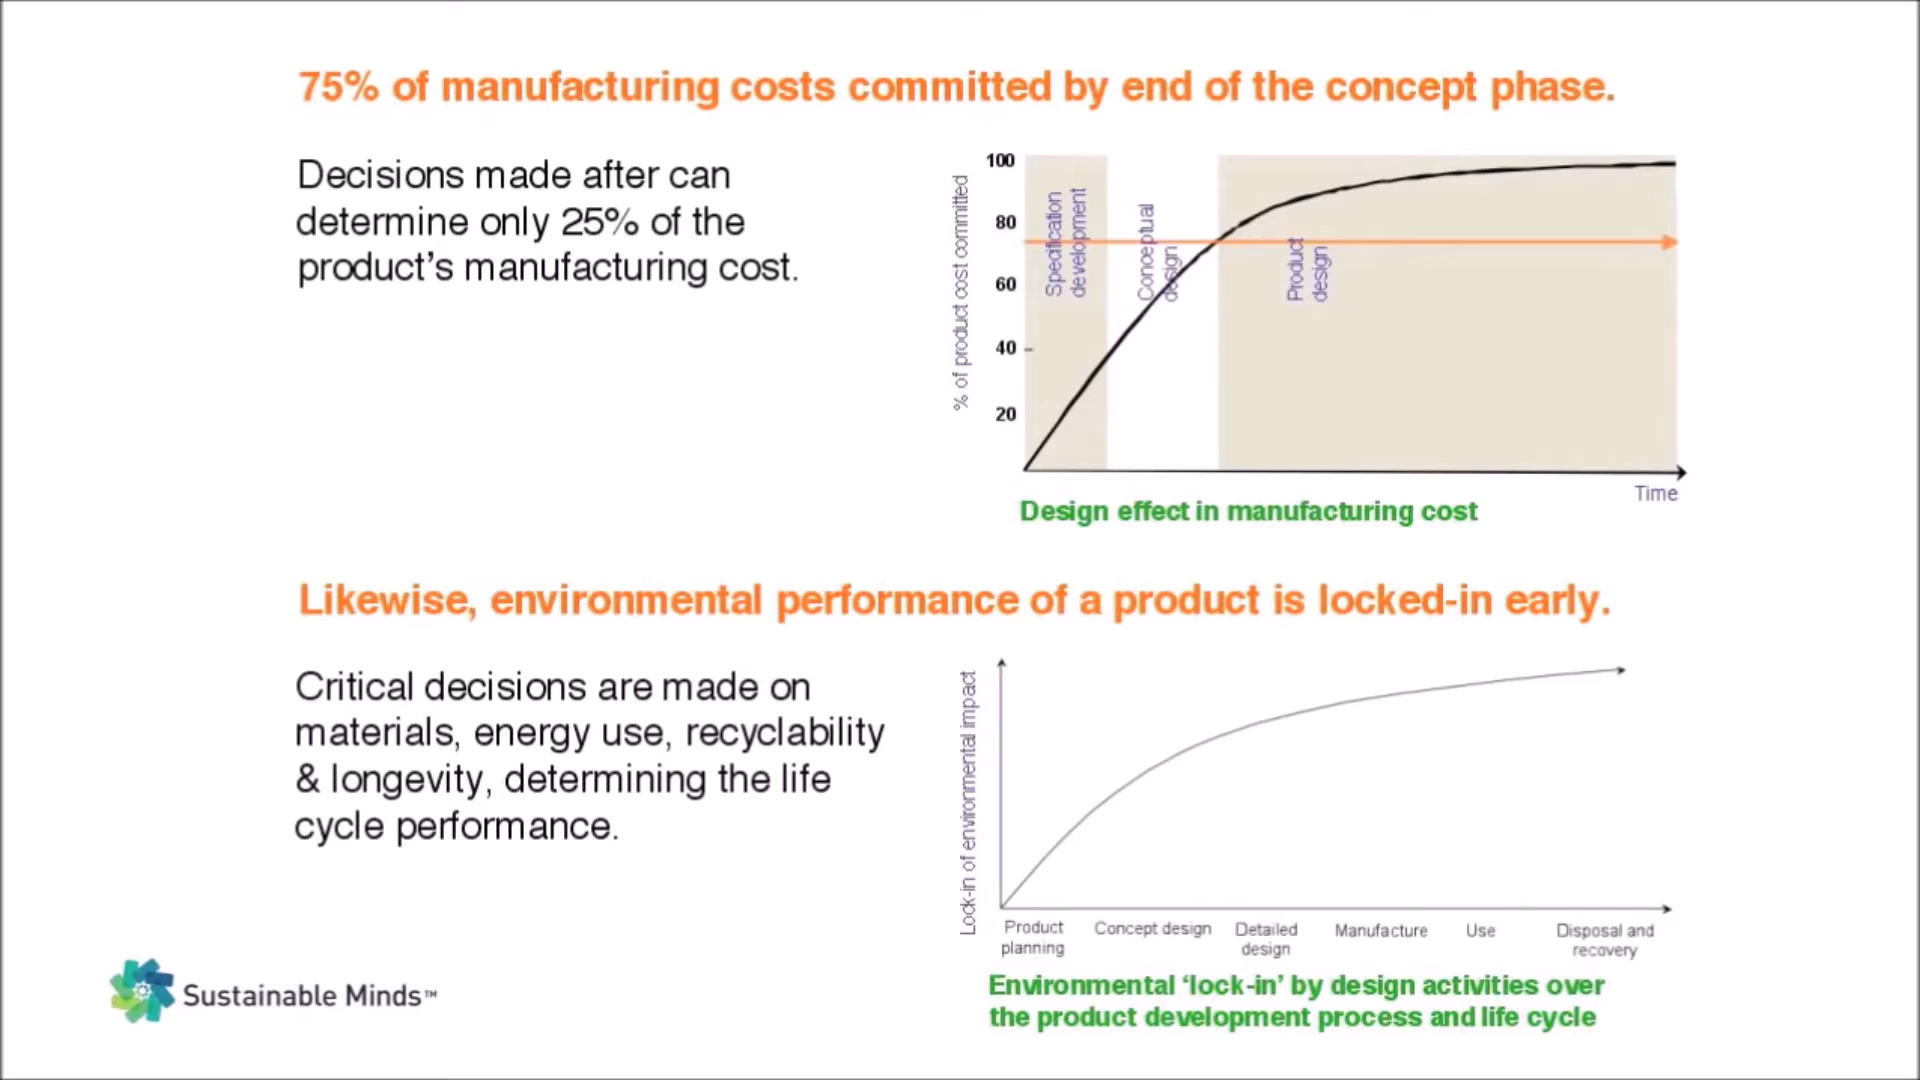 75% of manufacturing costs committed by end of the concept phase.
Decisions made after can
determine only 25% of the
product's manufacturing cost.
% of product cost committed
100
80
60
40
20
Specification
development
Conceptual
design
Product
design
Time
Design effect in manufacturing cost
Likewise, environmental performance of a product is locked-in early.
Critical decisions are made on
materials, energy use, recyclability
& longevity, determining the life
cycle performance.
Lock-in of environmental impact
Product
planning
Concept design
Detailed
design
Manufacture
Use
Disposal and
recovery
Environmental ‘lock-in’ by design activities over
the product development process and life cycle
Sustainable Minds™